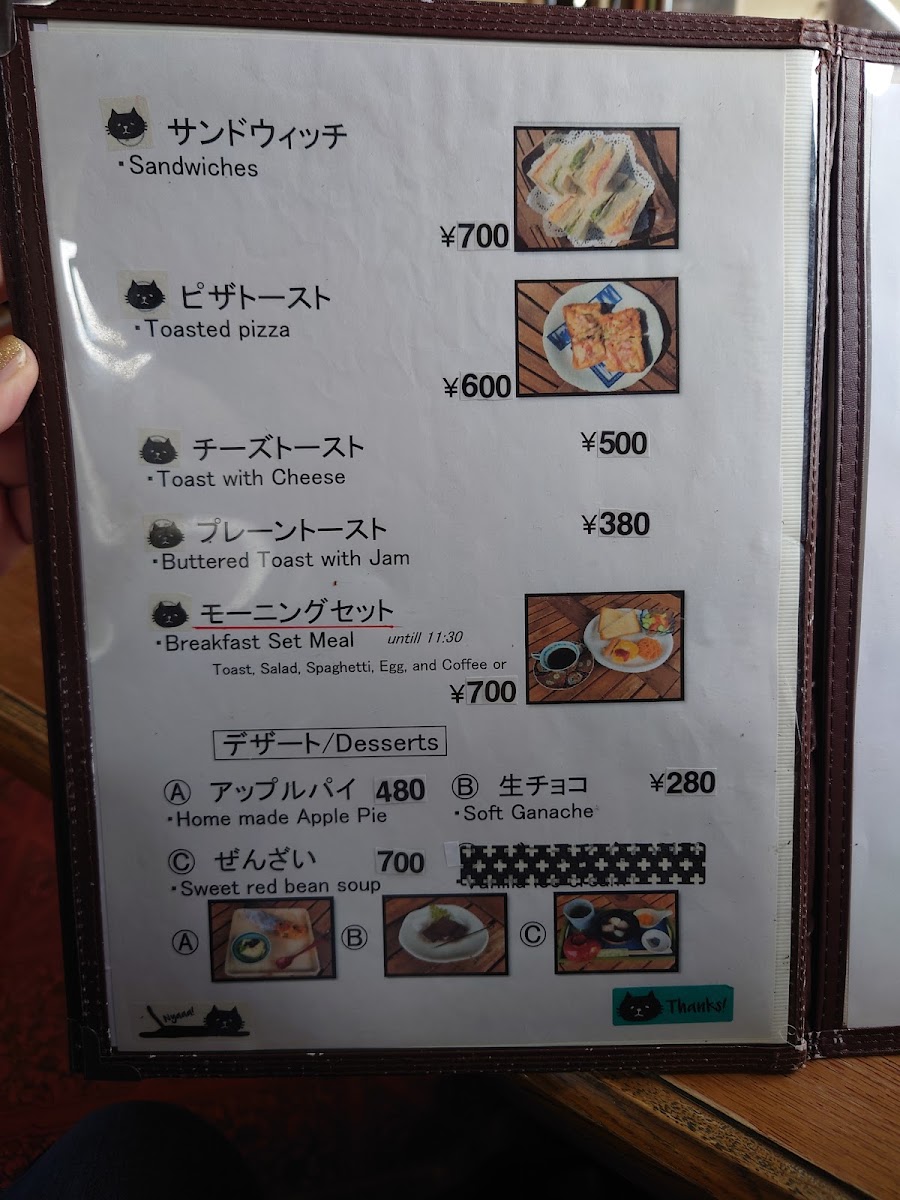 サンドウィッチ
・Sandwiches
¥700
ピザトースト
・Toasted pizza
¥600
チーズトースト ¥500
・Toast with Cheese
プレーントースト ¥380
・Buttered Toast with Jam
モーニングセット
・Breakfast Set Meal untill 11:30
Toast, Salad, Spaghetti, Egg, and Coffee or
¥700
デザート/Desserts
Ⓐ アップルパイ 480
・Home made Apple Pie
Ⓑ 生チョコ ¥280
・Soft Ganache
Ⓒ ぜんざい 700
・Sweet red bean soup
Ⓐ Ⓑ Ⓒ
Nyaaa!
Thanks!